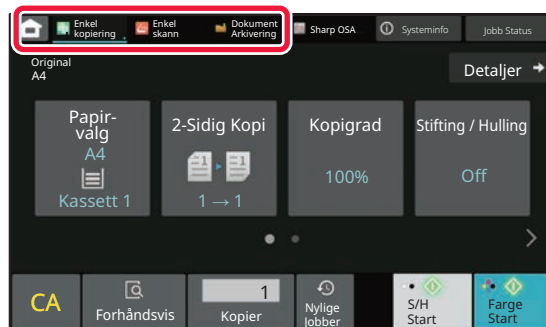 Enkel
kopiering
Enkel
skann
Dokument
Arkivering
Sharp OSA
Systeminfo
Jobb Status
Original
A4
Detaljer
Papir-
valg
A4
Kassett 1
2-Sidig Kopi
1 → 1
Kopigrad
100%
Stifting / Hulling
Off
CA
Forhåndsvis
1
Kopier
Nylige
Jobber
S/H
Start
Farge
Start